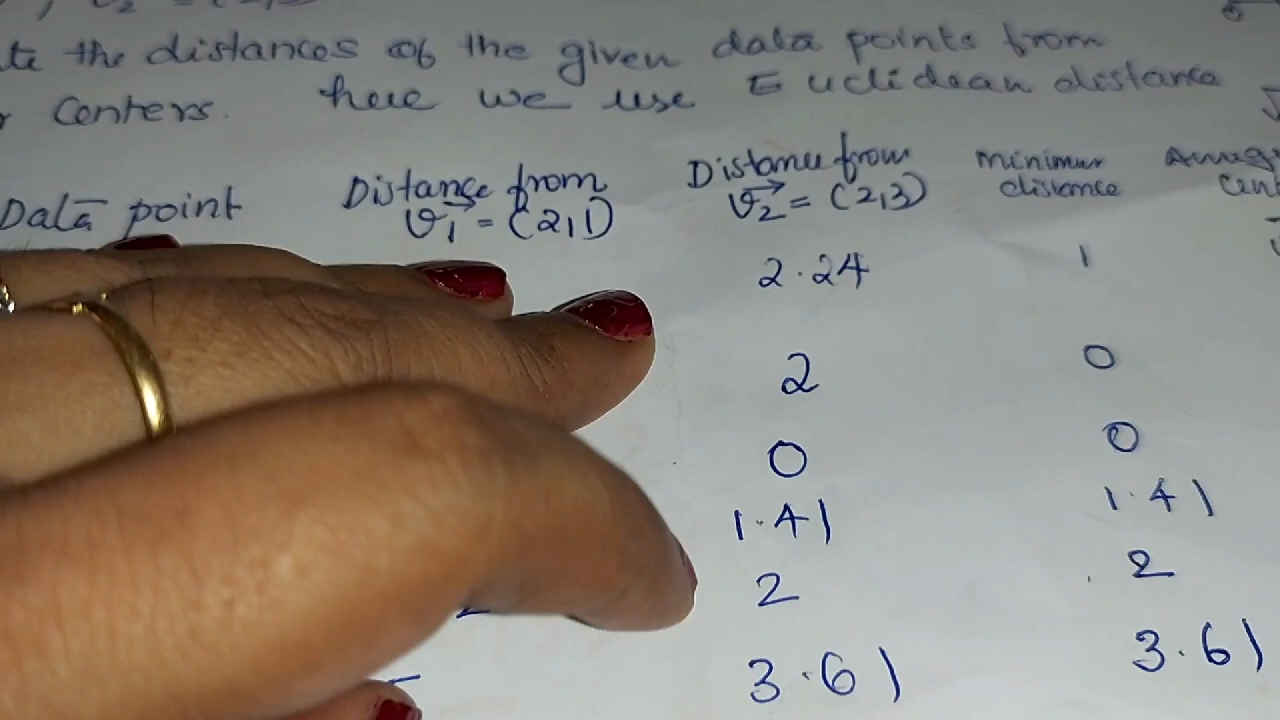 the distances of the given data points from
Centers. here we use Euclidean distance
Data point Distance from v₁ = (2,1) Distance from v₂ = (2,3) minimum distance
2.24 1
2 0
0 0
1.41 1.41
2 2
3.61 3.61